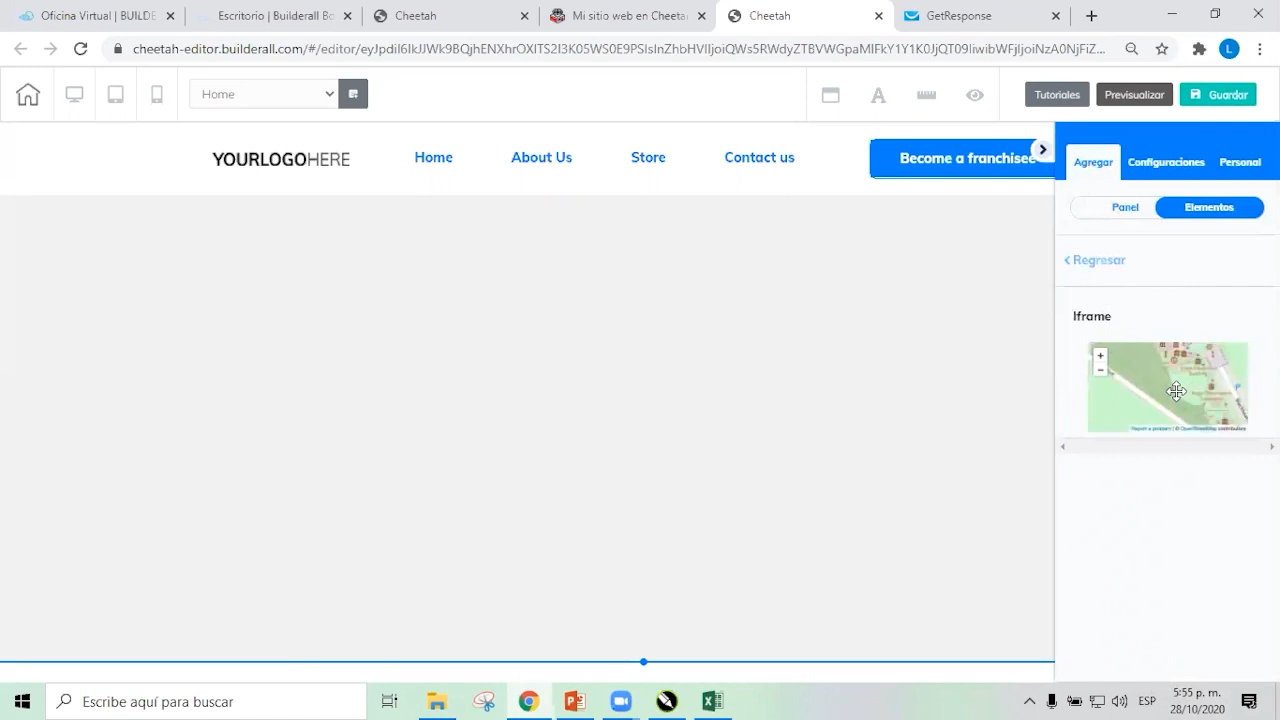 Oficina Virtual | BUILDE
Escritorio | Builderall Bo
Cheetah
Mi sitio web en Cheeta
Cheetah
GetResponse
Home
Tutoriales
Previsualizar
Guardar
YOURLOGOHERE
Home
About Us
Store
Contact us
Become a franchisee
Agregar
Configuraciones
Personal
Panel
Elementos
Regresar
Iframe
Escribe aquí para buscar
ESP
5:55 p. m.
28/10/2020